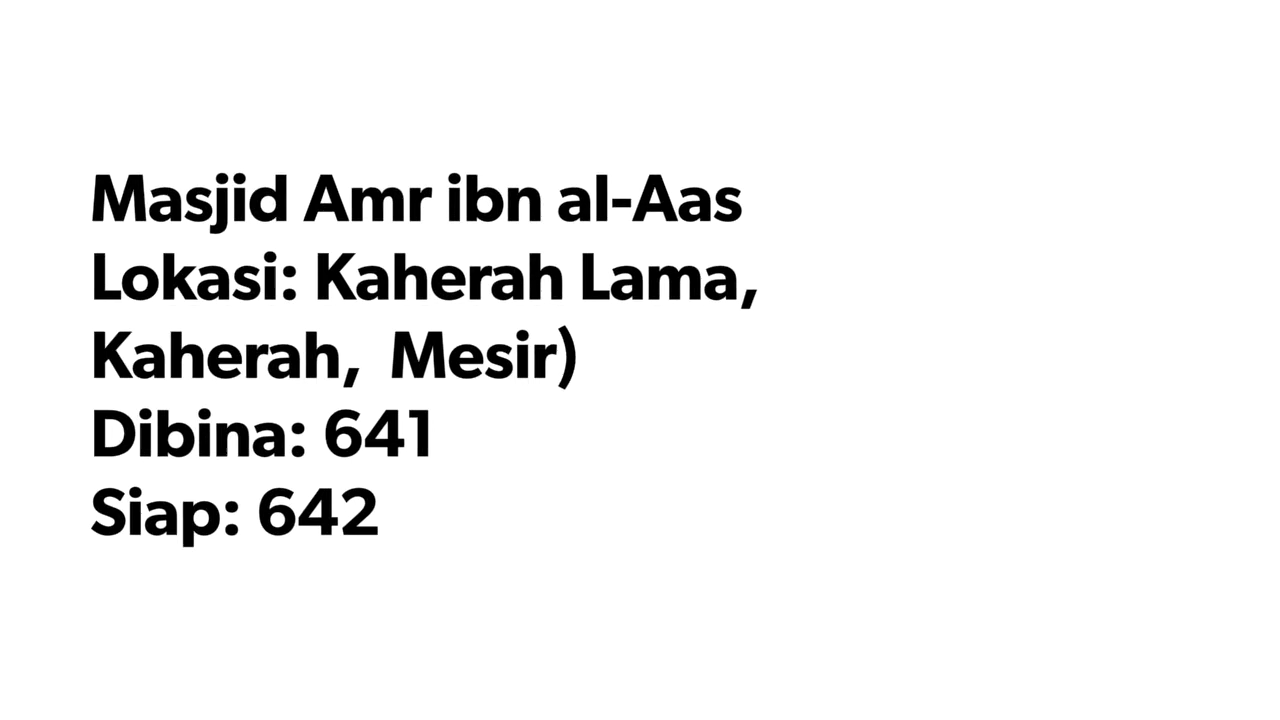 Masjid Amr ibn al-Aas
Lokasi: Kaherah Lama,
Kaherah,  Mesir)
Dibina: 641
Siap: 642